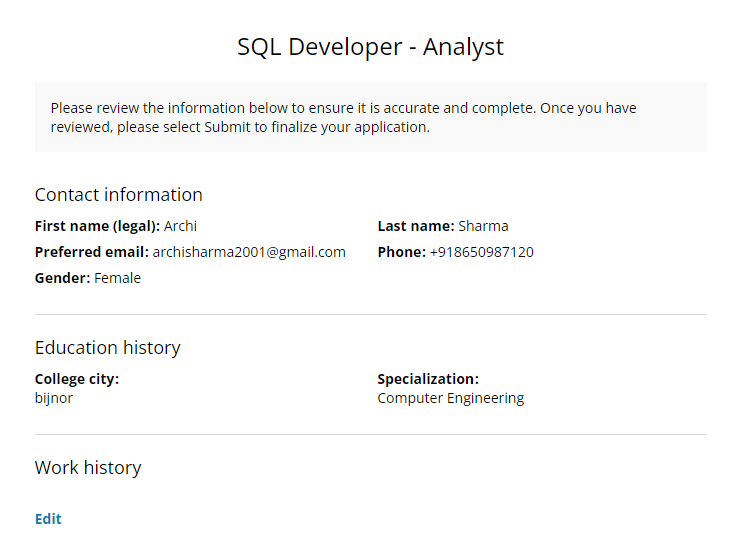 SQL Developer - Analyst
Please review the information below to ensure it is accurate and complete. Once you have
reviewed, please select Submit to finalize your application.
Contact information
First name (legal): Archi
Last name: Sharma
Preferred email: archisharma2001@gmail.com
Phone: +918650987120
Gender: Female
Education history
College city:
bijnor
Specialization:
Computer Engineering
Work history
Edit